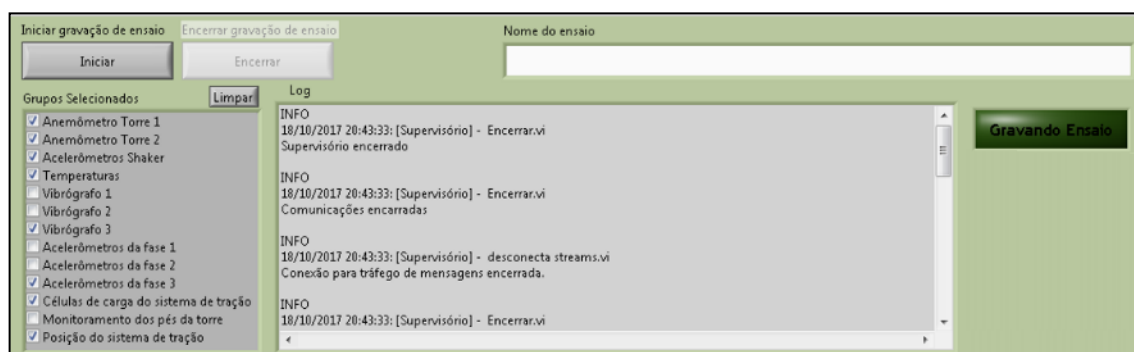 Iniciar gravação de ensaio
Encerrar gravação de ensaio
Nome do ensaio
Iniciar
Encerrar
Grupos Selecionados
Limpar
Log
Anemômetro Torre 1
Anemômetro Torre 2
Acelerômetros Shaker
Temperaturas
Vibrógrafo 1
Vibrógrafo 2
Vibrógrafo 3
Acelerômetros da fase 1
Acelerômetros da fase 2
Acelerômetros da fase 3
Células de carga do sistema de tração
Monitoramento dos pés da torre
Posição do sistema de tração
INFO
18/10/2017 20:43:33: [Supervisório] - Encerrar.vi
Supervisório encerrado
INFO
18/10/2017 20:43:33: [Supervisório] - Encerrar.vi
Comunicações encarradas
INFO
18/10/2017 20:43:33: [Supervisório] - desconecta streams.vi
Conexão para tráfego de mensagens encerrada.
INFO
18/10/2017 20:43:33: [Supervisório] - Encerrar.vi
Gravando Ensaio